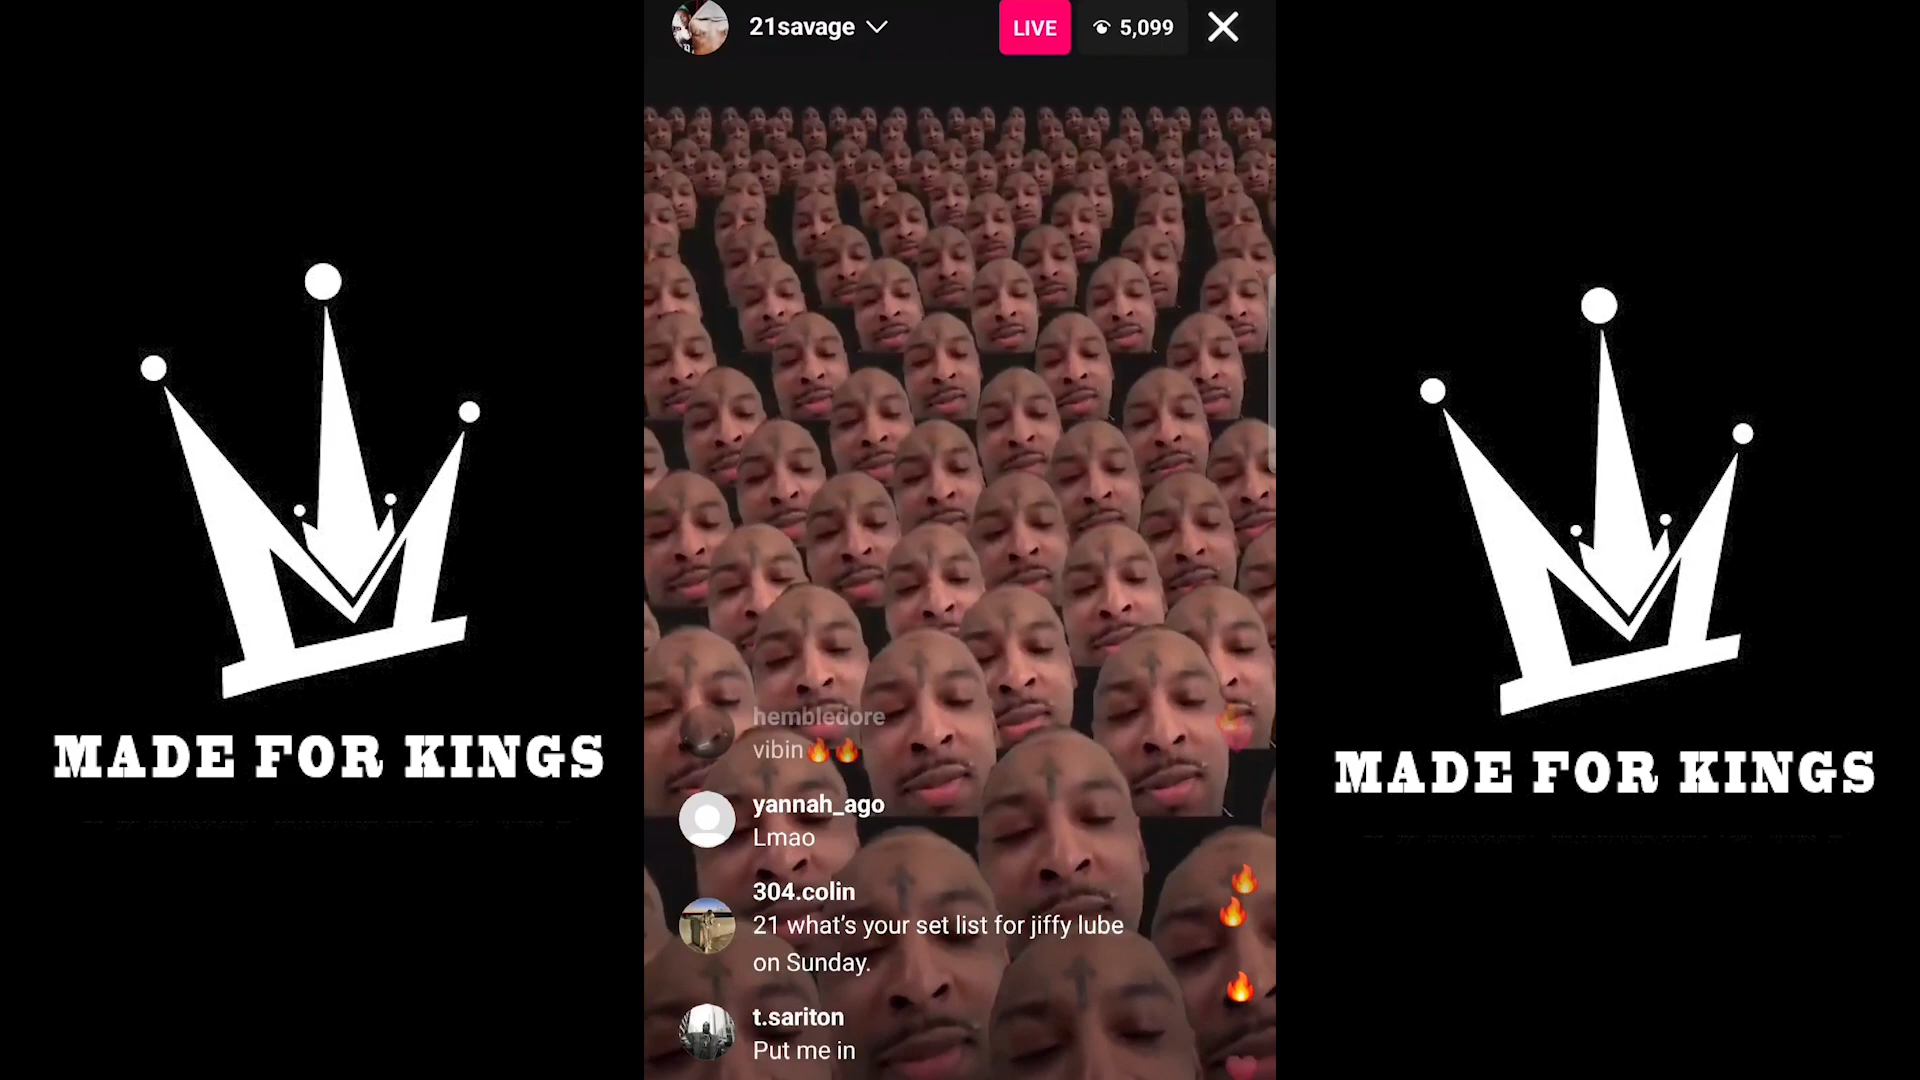 21savage
LIVE
5,099
hembledore
vibin🔥🔥
yannah_ago
Lmao
304.colin
21 what's your set list for jiffy lube
on Sunday.
t.sariton
Put me in
MADE FOR KINGS
MADE FOR KINGS